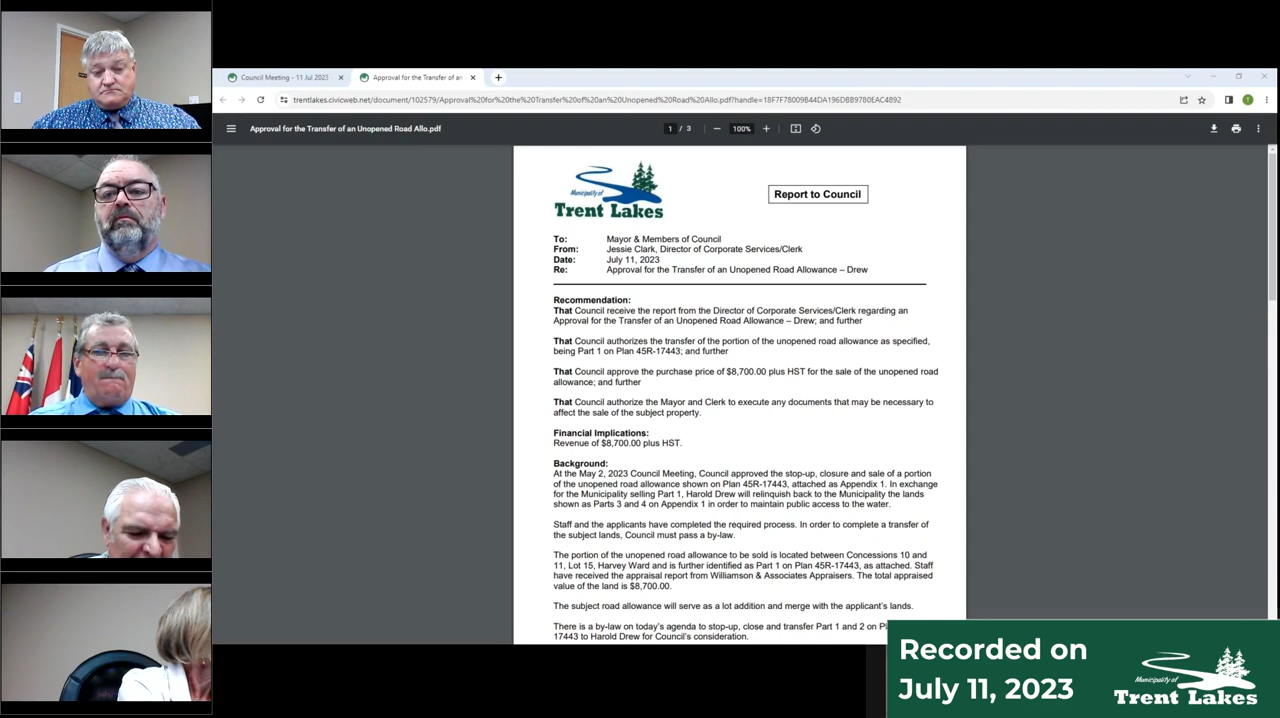 Council Meeting - 11 Jul 2023
Approval for the Transfer of an
trentlakes.civicweb.net/document/102579/Approval%20for%20the%20Transfer%20of%20an%20Unopened%20Road%20Allo.pdf?handle=18F7F78009B44DA196DBB9780EAC4892
T
Approval for the Transfer of an Unopened Road Allo.pdf
1 / 3
100%
Municipality of
Trent Lakes
Report to Council
To: Mayor & Members of Council
From: Jessie Clark, Director of Corporate Services/Clerk
Date: July 11, 2023
Re: Approval for the Transfer of an Unopened Road Allowance – Drew
Recommendation:
That Council receive the report from the Director of Corporate Services/Clerk regarding an
Approval for the Transfer of an Unopened Road Allowance – Drew; and further
That Council authorizes the transfer of the portion of the unopened road allowance as specified,
being Part 1 on Plan 45R-17443; and further
That Council approve the purchase price of $8,700.00 plus HST for the sale of the unopened road
allowance; and further
That Council authorize the Mayor and Clerk to execute any documents that may be necessary to
affect the sale of the subject property.
Financial Implications:
Revenue of $8,700.00 plus HST.
Background:
At the May 2, 2023 Council Meeting, Council approved the stop-up, closure and sale of a portion
of the unopened road allowance shown on Plan 45R-17443, attached as Appendix 1. In exchange
for the Municipality selling Part 1, Harold Drew will relinquish back to the Municipality the lands
shown as Parts 3 and 4 on Appendix 1 in order to maintain public access to the water.
Staff and the applicants have completed the required process. In order to complete a transfer of
the subject lands, Council must pass a by-law.
The portion of the unopened road allowance to be sold is located between Concessions 10 and
11, Lot 15, Harvey Ward and is further identified as Part 1 on Plan 45R-17443, as attached. Staff
have received the appraisal report from Williamson & Associates Appraisers. The total appraised
value of the land is $8,700.00.
The subject road allowance will serve as a lot addition and merge with the applicant's lands.
There is a by-law on today's agenda to stop-up, close and transfer Part 1 and 2 on
17443 to Harold Drew for Council's consideration.
Recorded on
July 11, 2023
Municipality of
Trent Lakes